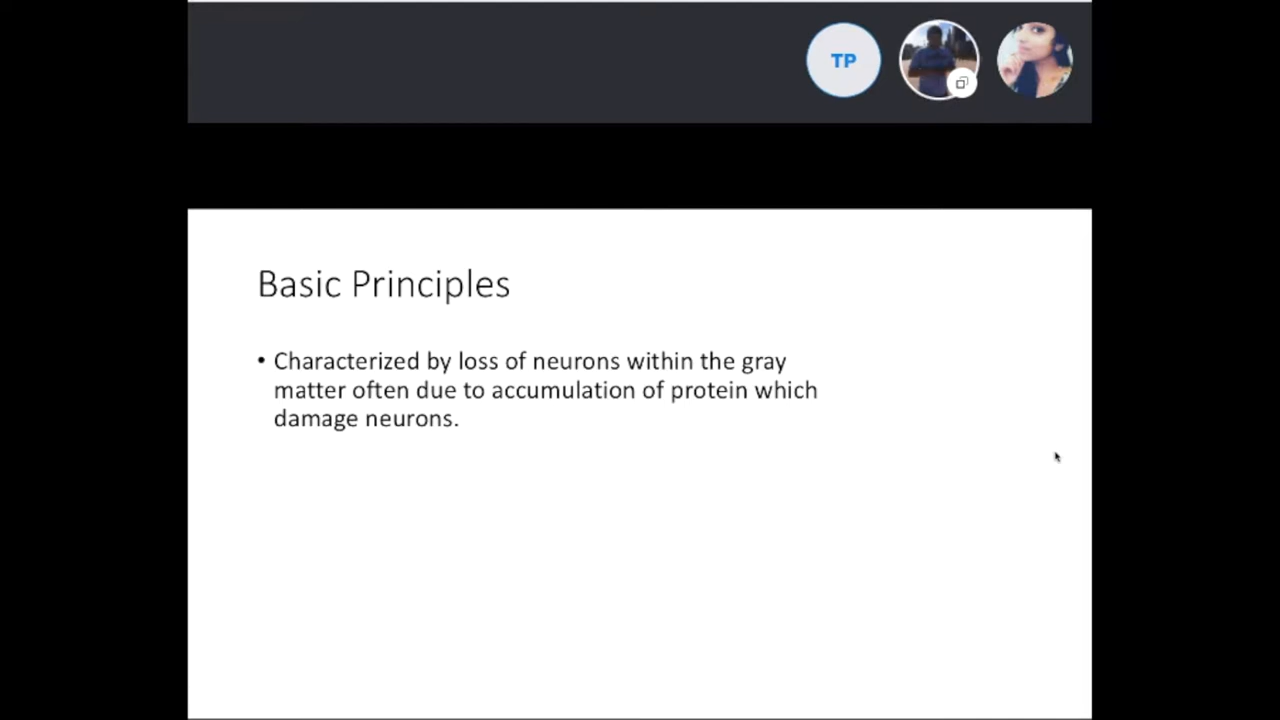 TP
Basic Principles
• Characterized by loss of neurons within the gray
matter often due to accumulation of protein which
damage neurons.